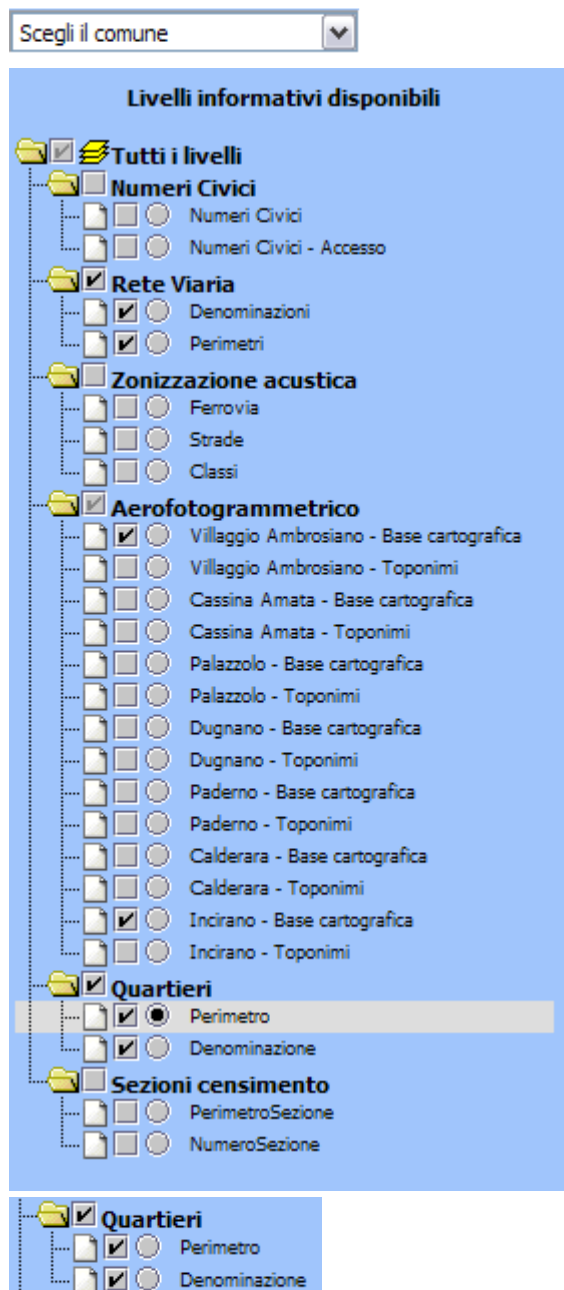 Scegli il comune
Livelli informativi disponibili
Tutti i livelli
Numeri Civici
Numeri Civici
Numeri Civici - Accesso
Rete Viaria
Denominazioni
Perimetri
Zonizzazione acustica
Ferrovia
Strade
Classi
Aerofotogrammetrico
Villaggio Ambrosiano - Base cartografica
Villaggio Ambrosiano - Toponimi
Cassina Amata - Base cartografica
Cassina Amata - Toponimi
Palazzolo - Base cartografica
Palazzolo - Toponimi
Dugnano - Base cartografica
Dugnano - Toponimi
Paderno - Base cartografica
Paderno - Toponimi
Calderara - Base cartografica
Calderara - Toponimi
Incirano - Base cartografica
Incirano - Toponimi
Quartieri
Perimetro
Denominazione
Sezioni censimento
PerimetroSezione
NumeroSezione
Quartieri
Perimetro
Denominazione